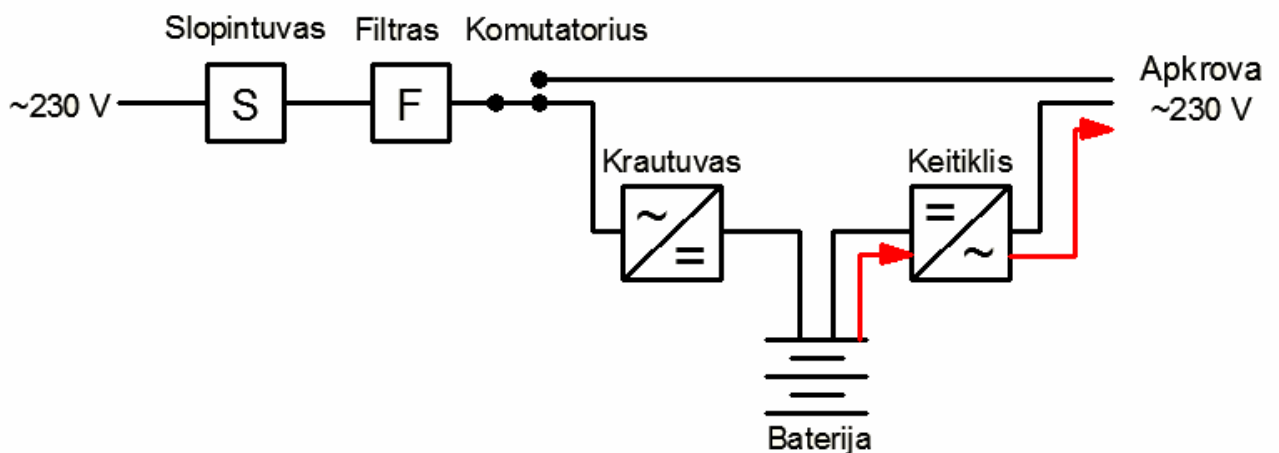 Slopintuvas
Filtras
Komutatorius
~230 V
S
F
Apkrova
~230 V
Krautuvas
~
=
Keitiklis
=
~
Baterija